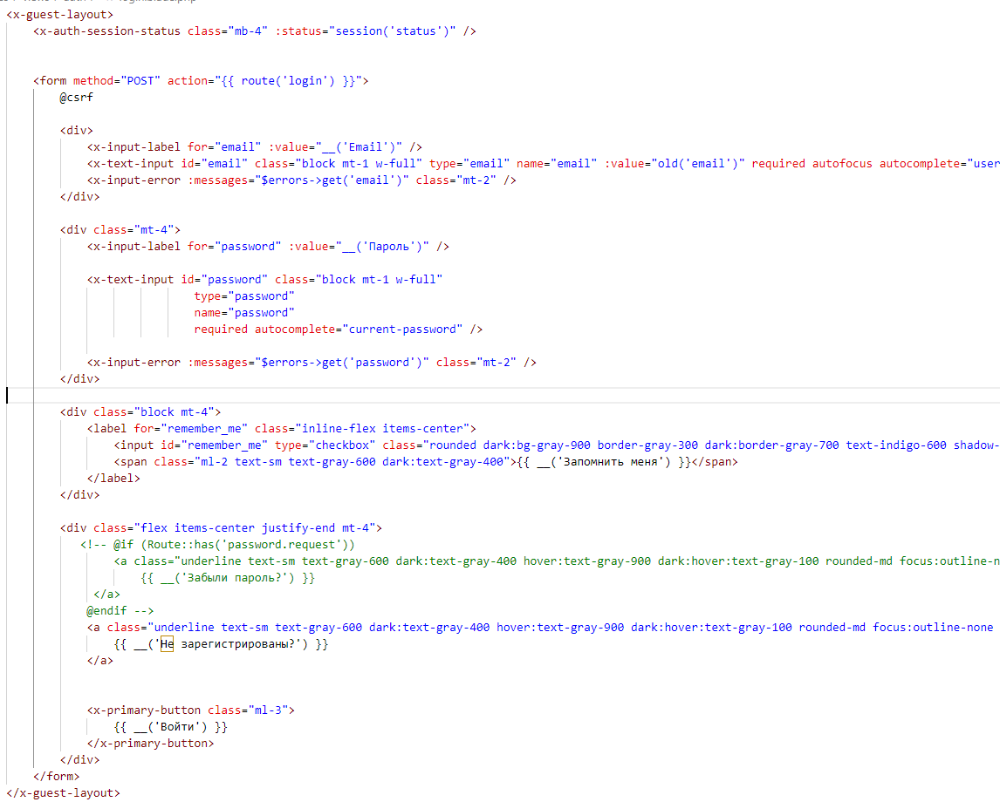 <x-guest-layout>
<x-auth-session-status class="mb-4" :status="session('status')" />
<form method="POST" action="{{ route('login') }}">
@csrf
<div>
<x-input-label for="email" :value="__('Email')" />
<x-text-input id="email" class="block mt-1 w-full" type="email" name="email" :value="old('email')" required autofocus autocomplete="user
<x-input-error :messages="$errors->get('email')" class="mt-2" />
</div>
<div class="mt-4">
<x-input-label for="password" :value="__('Пароль')" />
<x-text-input id="password" class="block mt-1 w-full"
type="password"
name="password"
required autocomplete="current-password" />
<x-input-error :messages="$errors->get('password')" class="mt-2" />
</div>
<div class="block mt-4">
<label for="remember_me" class="inline-flex items-center">
<input id="remember_me" type="checkbox" class="rounded dark:bg-gray-900 border-gray-300 dark:border-gray-700 text-indigo-600 shadow-
<span class="ml-2 text-sm text-gray-600 dark:text-gray-400">{{ __('Запомнить меня') }}</span>
</label>
</div>
<div class="flex items-center justify-end mt-4">
<!-- @if (Route::has('password.request'))
<a class="underline text-sm text-gray-600 dark:text-gray-400 hover:text-gray-900 dark:hover:text-gray-100 rounded-md focus:outline-n
{{ __('Забыли пароль?') }}
</a>
@endif -->
<a class="underline text-sm text-gray-600 dark:text-gray-400 hover:text-gray-900 dark:hover:text-gray-100 rounded-md focus:outline-none
{{ __('Не зарегистрированы?') }}
</a>
<x-primary-button class="ml-3">
{{ __('Войти') }}
</x-primary-button>
</div>
</form>
</x-guest-layout>